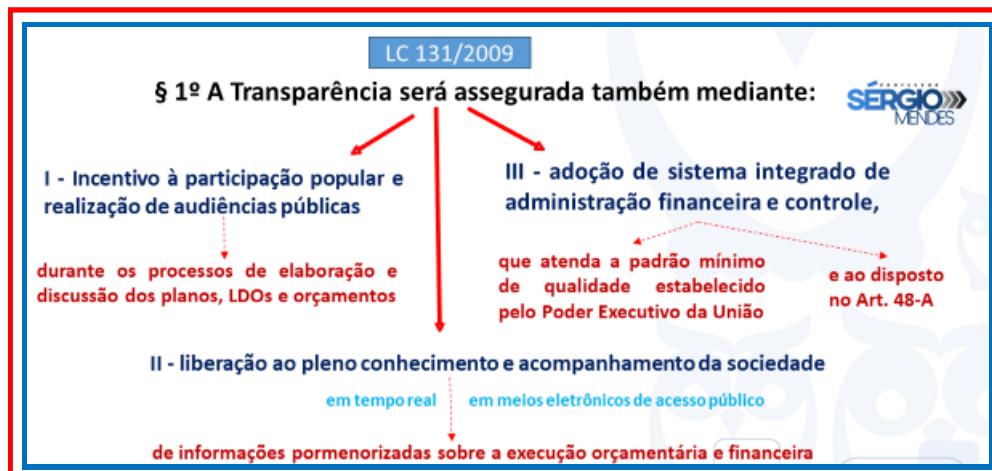 LC 131/2009
§ 1º A Transparência será assegurada também mediante:
PROFESSOR
SÉRGIO
MENDES
I - Incentivo à participação popular e
realização de audiências públicas
durante os processos de elaboração e
discussão dos planos, LDOs e orçamentos
III - adoção de sistema integrado de
administração financeira e controle,
que atenda a padrão mínimo
de qualidade estabelecido
pelo Poder Executivo da União
e ao disposto
no Art. 48-A
II - liberação ao pleno conhecimento e acompanhamento da sociedade
em tempo real
em meios eletrônicos de acesso público
de informações pormenorizadas sobre a execução orçamentária e financeira